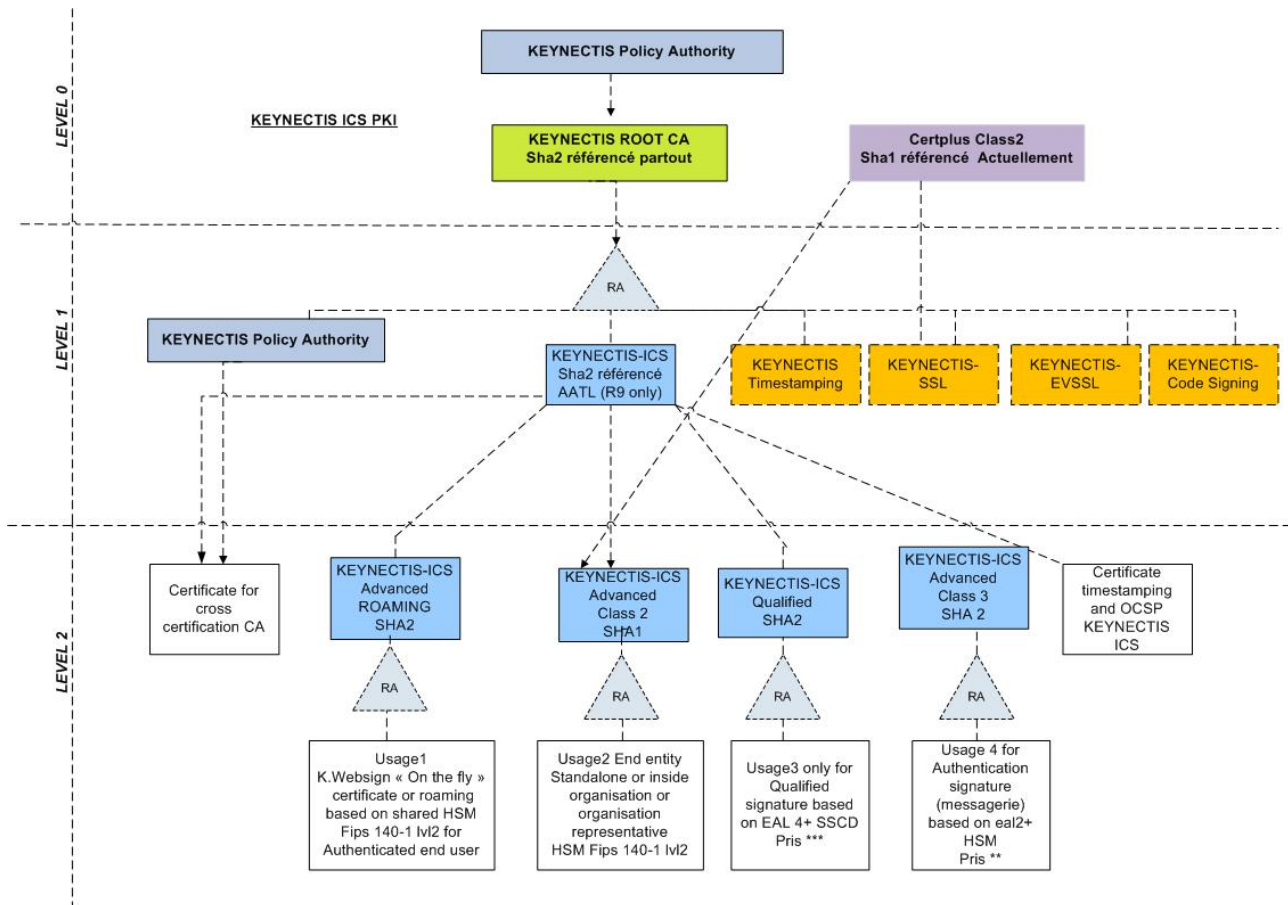 KEYNECTIS Policy Authority
LEVEL 0
KEYNECTIS ICS PKI
KEYNECTIS ROOT CA
Sha2 référencé partout
Certplus Class2
Sha1 référencé  Actuellement
RA
LEVEL 1
KEYNECTIS Policy Authority
KEYNECTIS-ICS
Sha2 référencé
AATL (R9 only)
KEYNECTIS
Timestamping
KEYNECTIS-
SSL
KEYNECTIS-
EVSSL
KEYNECTIS-
Code Signing
LEVEL 2
Certificate for
cross
certification CA
KEYNECTIS-ICS
Advanced
ROAMING
SHA2
KEYNECTIS-ICS
Advanced
Class 2
SHA1
KEYNECTIS-ICS
Qualified
SHA2
KEYNECTIS-ICS
Advanced
Class 3
SHA 2
Certificate
timestamping
and OCSP
KEYNECTIS
ICS
RA
RA
RA
RA
Usage1
K.Websign « On the fly »
certificate or roaming
based on shared HSM
Fips 140-1 lvl2 for
Authenticated end user
Usage2 End entity
Standalone or inside
organisation or
organisation
representative
HSM Fips 140-1 lvl2
Usage3 only for
Qualified
signature based
on EAL 4+ SSCD
Pris ***
Usage 4 for
Authentication
signature
(messagerie)
based on eal2+
HSM
Pris **